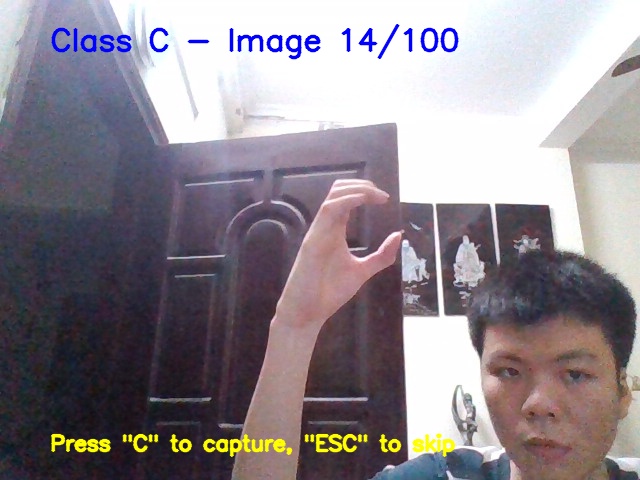 Class C - Image 14/100
Press "C" to capture, "ESC" to skip